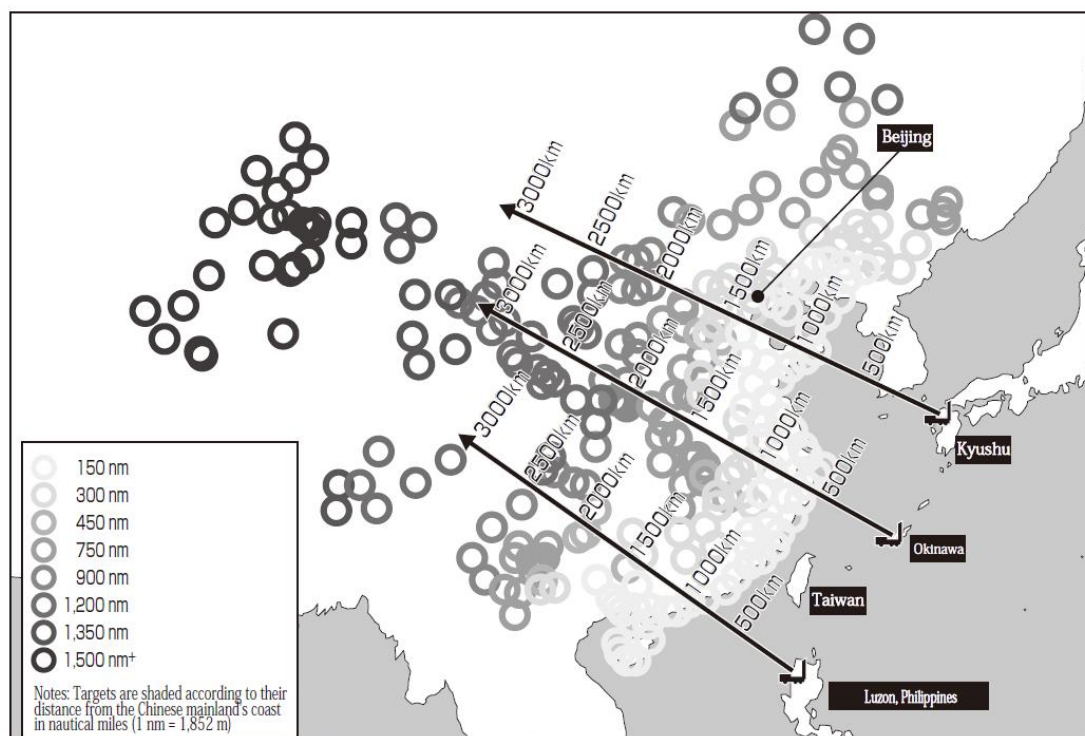 Beijing
3000km
2500km
2000km
1500km
1000km
500km
Kyushu
3000km
2500km
2000km
1500km
1000km
500km
Okinawa
3000km
2500km
2000km
1500km
1000km
500km
Taiwan
Luzon, Philippines
150 nm
300 nm
450 nm
750 nm
900 nm
1,200 nm
1,350 nm
1,500 nm+
Notes: Targets are shaded according to their
distance from the Chinese mainland's coast
in nautical miles (1 nm = 1,852 m)